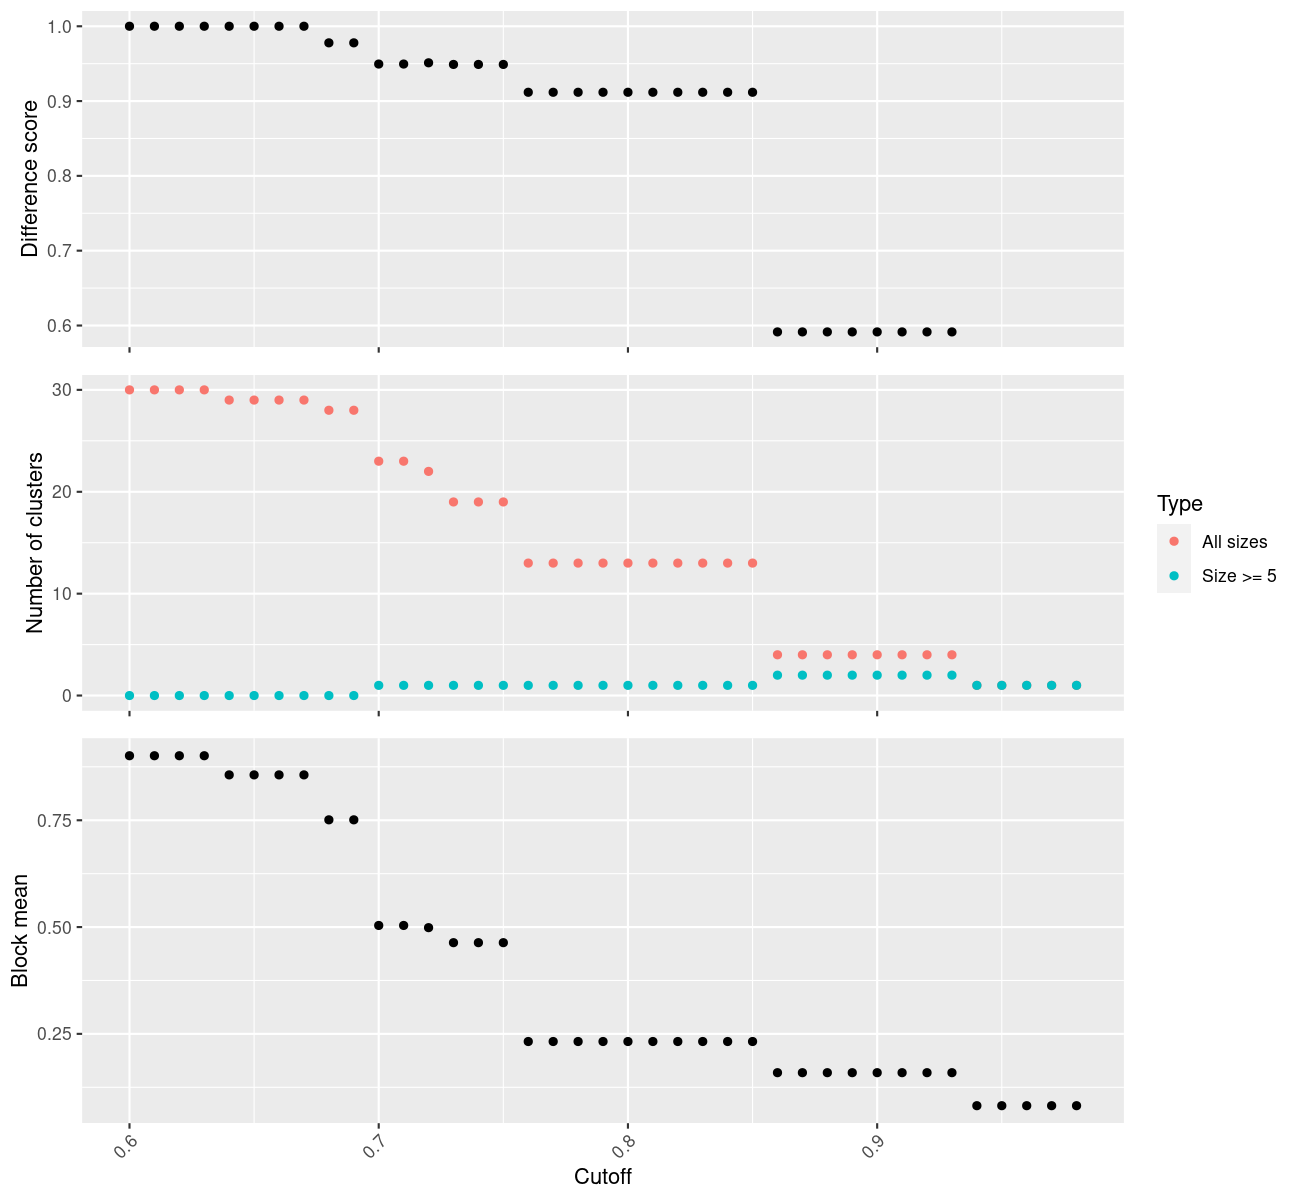 1.0
0.9
0.8
0.7
0.6
Difference score
30
20
10
0
Number of clusters
Type
All sizes
Size >= 5
0.75
0.50
0.25
Block mean
0.6
0.7
0.8
0.9
Cutoff